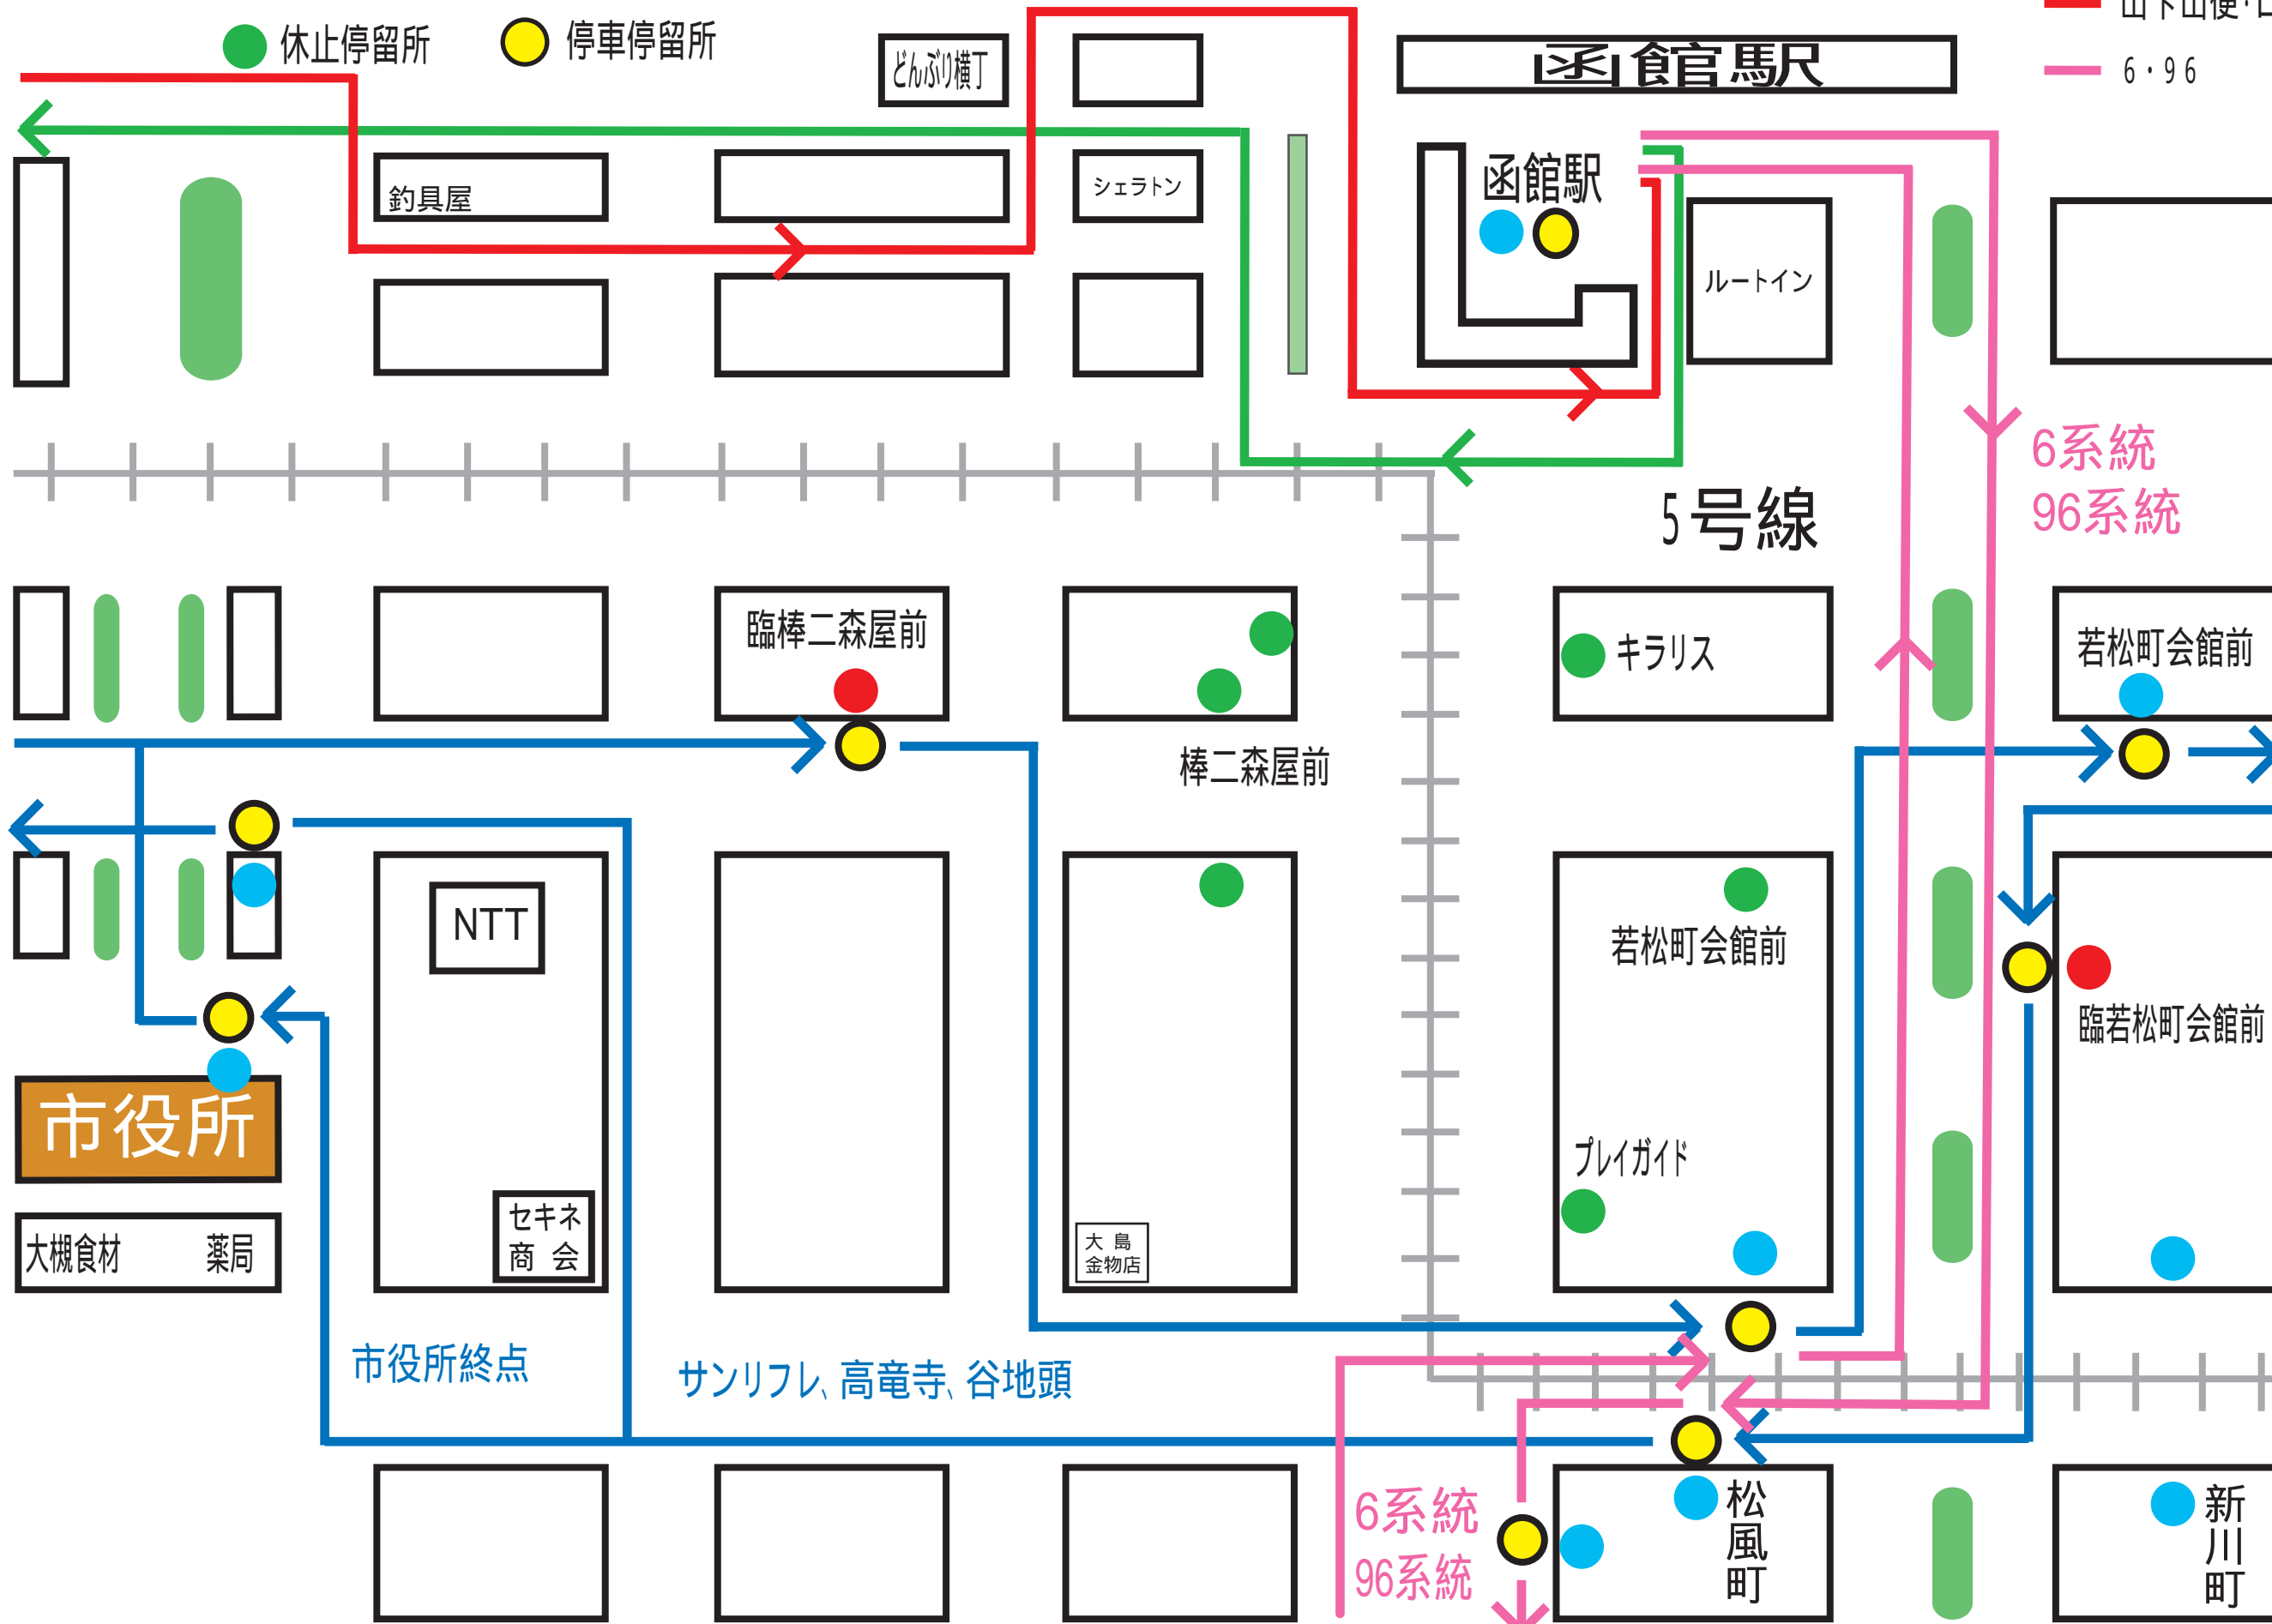 休止停留所
停車停留所
6・96
どんぶり横丁
函館駅
函館駅
釣具屋
シェラトン
ルートイン
6系統
96系統
5号線
臨棒二森屋前
キラリス
若松町会館前
棒二森屋前
NTT
若松町会館前
臨若松町会館前
市役所
プレイガイド
大槻食材 薬局
セキネ
商 会
大 島
金物店
市役所終点
サンリフレ、高竜寺、谷地頭
6系統
96系統
松風町
新川町